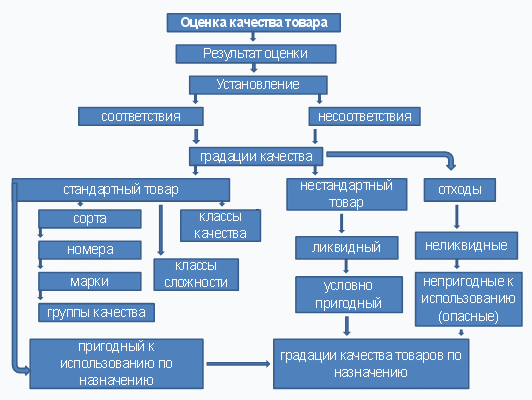 Оценка качества товара
Результат оценки
Установление
соответствия
несоответствия
градации качества
стандартный товар
нестандартный
товар
отходы
сорта
классы
качества
номера
ликвидный
неликвидные
марки
классы
сложности
условно
пригодный
непригодные к
использованию
(опасные)
группы качества
пригодный к
использованию по
назначению
градации качества товаров по
назначению